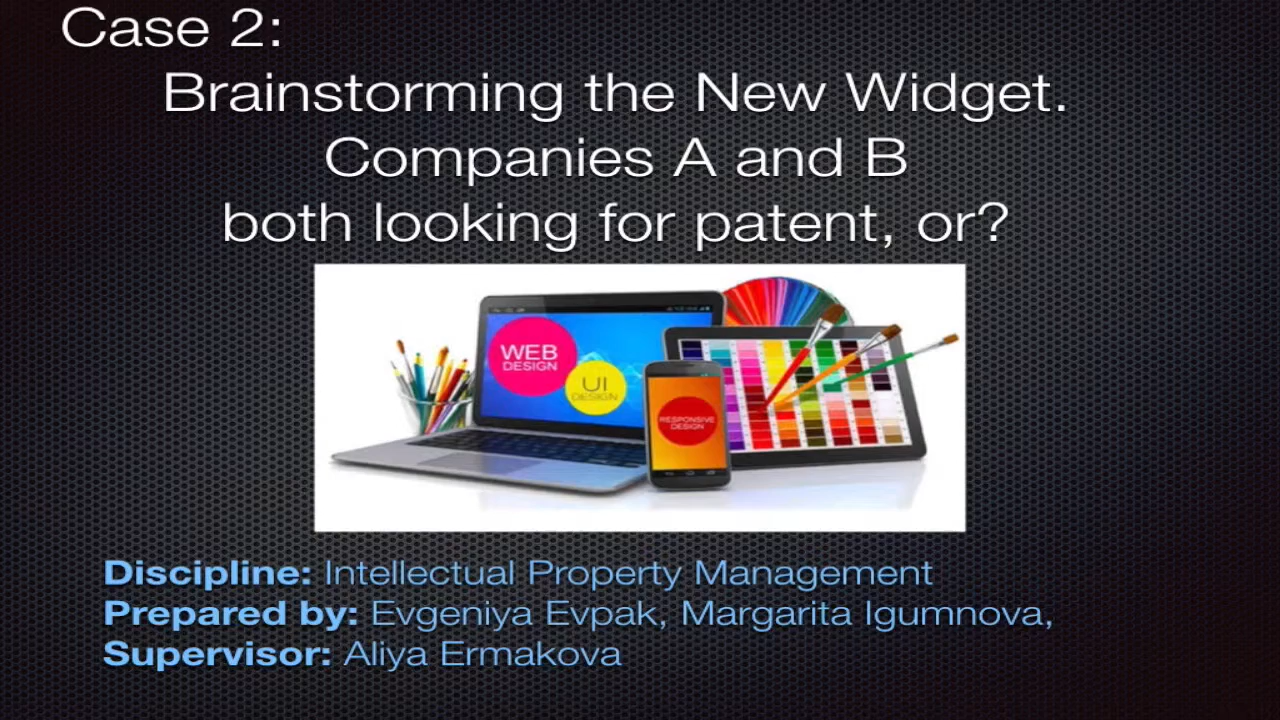 Case 2:
Brainstorming the New Widget.
Companies A and B
both looking for patent, or?
WEB
DESIGN
UI
DESIGN
RESPONSIVE
DESIGN
Discipline: Intellectual Property Management
Prepared by: Evgeniya Evpak, Margarita Igumnova,
Supervisor: Aliya Ermakova